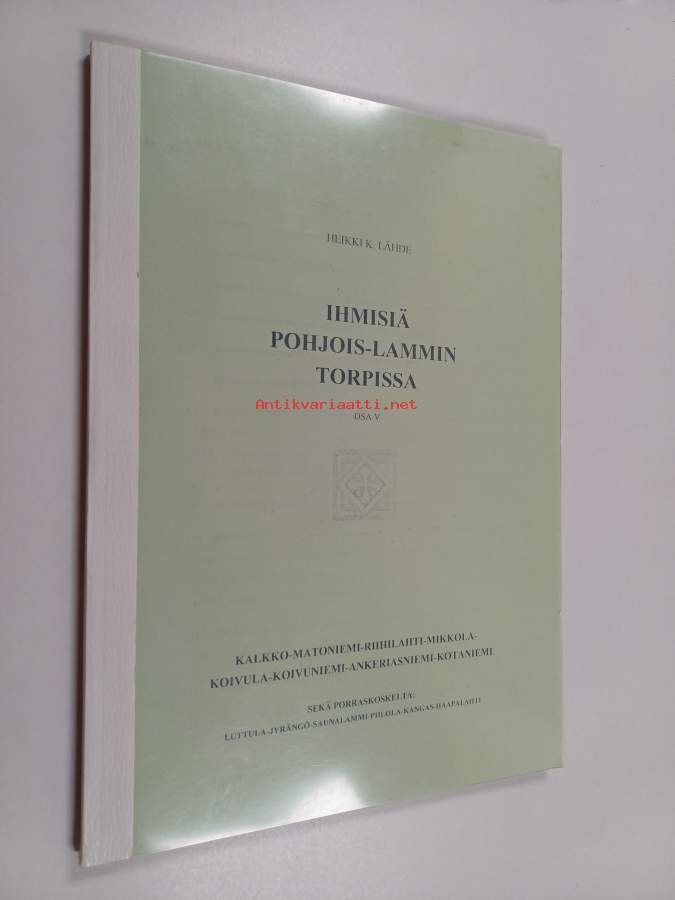 HEIKKI K. LÄHDE
IHMISIÄ
POHJOIS-LAMMIN
TORPISSA
Antikvariaatti.net
OSA V
KALKKO-MATONIEMI-RIIHILAHTI-MIKKOLA-
KOIVULA-KOIVUNIEMI-ANKERIASNIEMI-KOTANIEMI
SEKÄ PORRASKOSKELTA:
LUTTULA-JYRÄNGÖ-SAUNALAMMI-PIILOLA-KANGAS-HAAPALAHTI